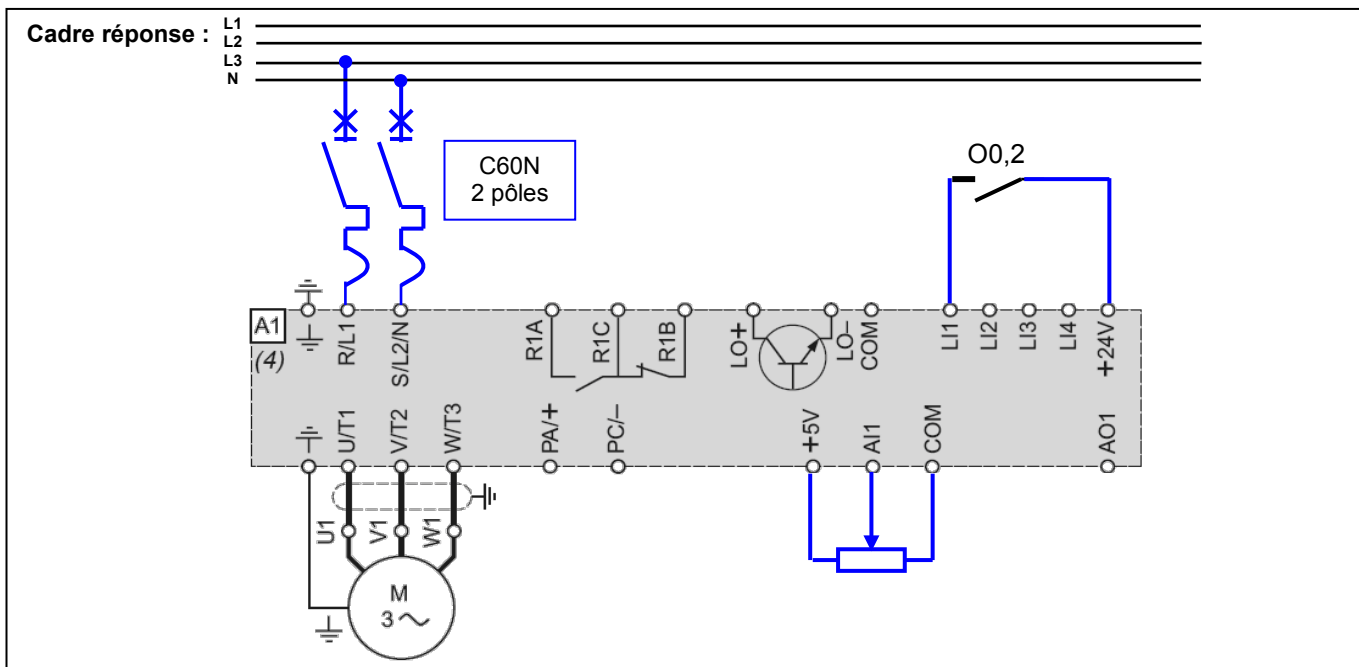 Cadre réponse :
L1
L2
L3
N
C60N
2 pôles
O0,2
A1
(4)
R/L1
S/L2/N
R1A
R1C
R1B
LO+
LO−
COM
LI1
LI2
LI3
LI4
+24V
U/T1
V/T2
W/T3
PA/+
PC/−
+5V
AI1
COM
AO1
U1
V1
W1
M
3